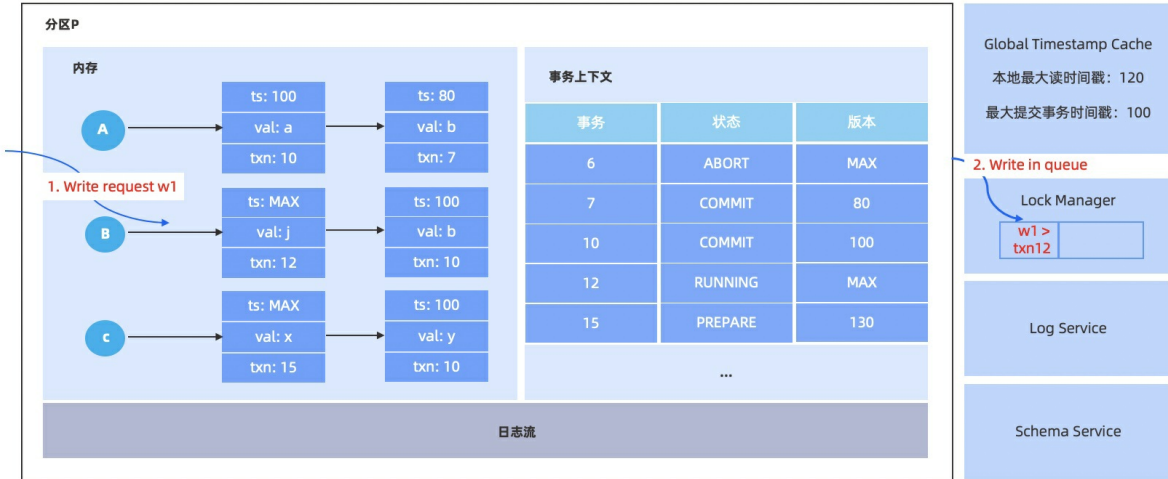 分区P
内存
A
ts: 100
val: a
txn: 10
ts: 80
val: b
txn: 7
1. Write request w1
B
ts: MAX
val: j
txn: 12
ts: 100
val: b
txn: 10
c
ts: MAX
val: x
txn: 15
ts: 100
val: y
txn: 10
事务上下文
事务 状态 版本
6 ABORT MAX
7 COMMIT 80
10 COMMIT 100
12 RUNNING MAX
15 PREPARE 130
...
日志流
Global Timestamp Cache
本地最大读时间戳：120
最大提交事务时间戳：100
2. Write in queue
Lock Manager
w1 >
txn12
Log Service
Schema Service